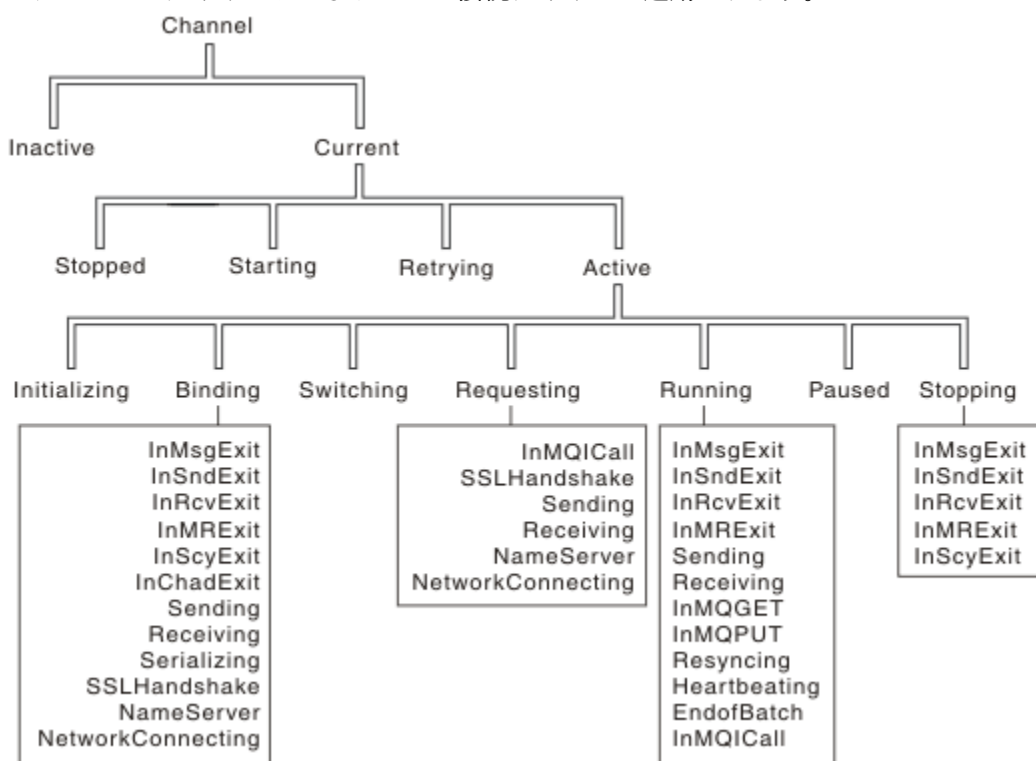 Channel
Inactive
Current
Stopped
Starting
Retrying
Active
Initializing
Binding
Switching
Requesting
Running
Paused
Stopping
InMsgExit
InSndExit
InRcvExit
InMRExit
InScyExit
InChadExit
Sending
Receiving
Serializing
SSLHandshake
NameServer
NetworkConnecting
InMQICall
SSLHandshake
Sending
Receiving
NameServer
NetworkConnecting
InMsgExit
InSndExit
InRcvExit
InMRExit
Sending
Receiving
InMQGET
InMQPUT
Resyncing
Heartbeating
EndofBatch
InMQICall
InMsgExit
InSndExit
InRcvExit
InMRExit
InScyExit